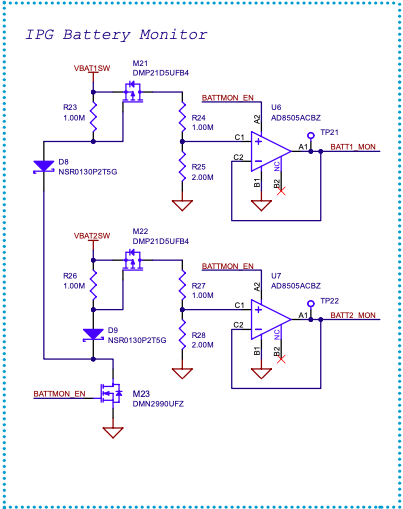 IPG Battery Monitor
M21
DMP21D5UFB4
VBAT1SW
R23
1.00M
R24
1.00M
BATTMON_EN
U6
AD8505ACBZ
A2
TP21
C1
+
A1
BATT1_MON
C2
-
NC
B1
B2
R25
2.00M
D8
NSR0130P2T5G
M22
DMP21D5UFB4
VBAT2SW
R26
1.00M
R27
1.00M
BATTMON_EN
U7
AD8505ACBZ
A2
TP22
C1
+
A1
BATT2_MON
C2
-
NC
B1
B2
R28
2.00M
D9
NSR0130P2T5G
BATTMON_EN
M23
DMN2990UFZ